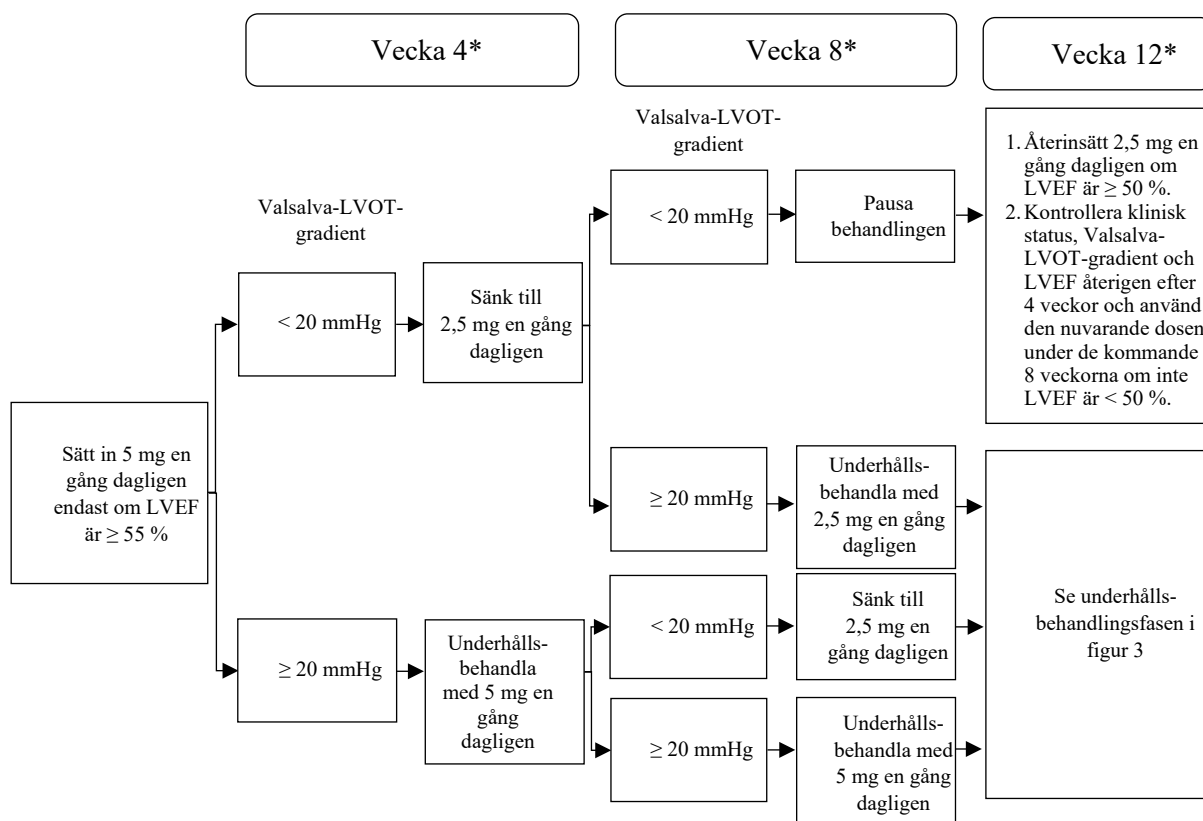 Vecka 4*
Vecka 8*
Vecka 12*
Sätt in 5 mg en
gång dagligen
endast om LVEF
är ≥ 55 %
Valsalva-LVOT-
gradient
< 20 mmHg
Sänk till
2,5 mg en gång
dagligen
≥ 20 mmHg
Underhålls-
behandla
med 5 mg en
gång
dagligen
Valsalva-LVOT-
gradient
< 20 mmHg
Pausa
behandlingen
≥ 20 mmHg
Underhålls-
behandla med
2,5 mg en gång
dagligen
< 20 mmHg
Sänk till
2,5 mg en
gång dagligen
≥ 20 mmHg
Underhålls-
behandla med
5 mg en gång
dagligen
1. Återinsätt 2,5 mg en
gång dagligen om
LVEF är ≥ 50 %.
2. Kontrollera klinisk
status, Valsalva-
LVOT-gradient och
LVEF återigen efter
4 veckor och använd
den nuvarande dosen
under de kommande
8 veckorna om inte
LVEF är < 50 %.
Se underhålls-
behandlingsfasen i
figur 3